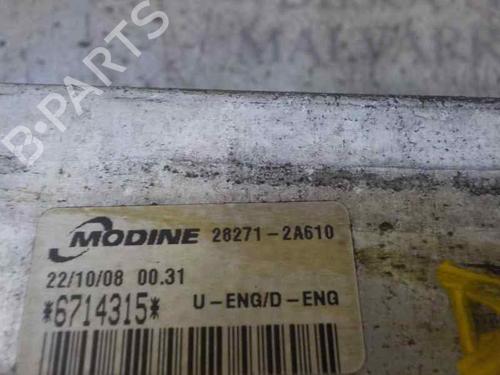 B-PARTS
MODINE 28271-2A610
22/10/08 00.31
*6714315* U-ENG/D-ENG